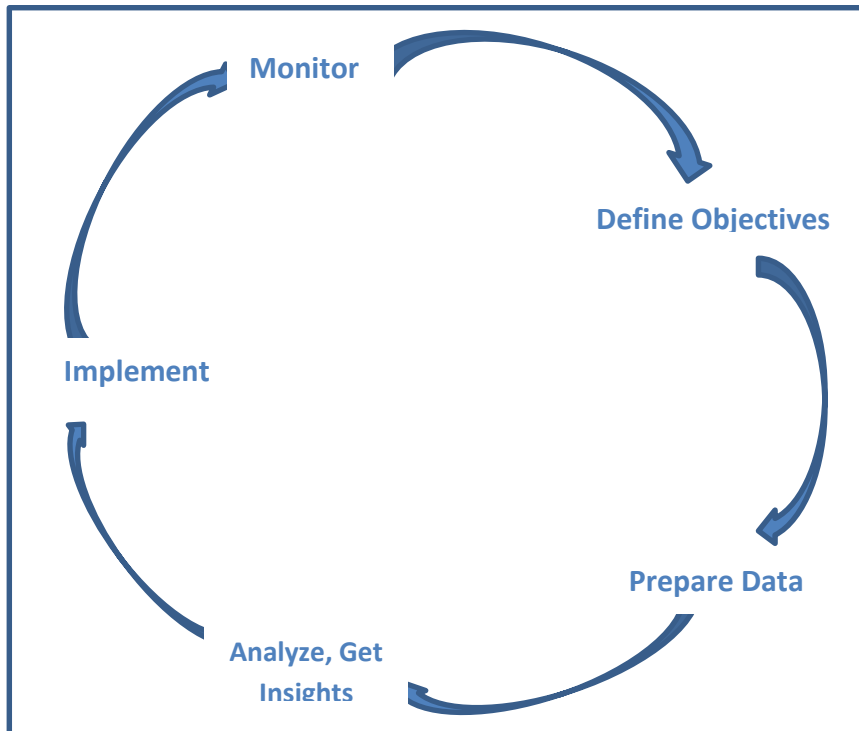 Monitor
Define Objectives
Prepare Data
Analyze, Get
Insights
Implement